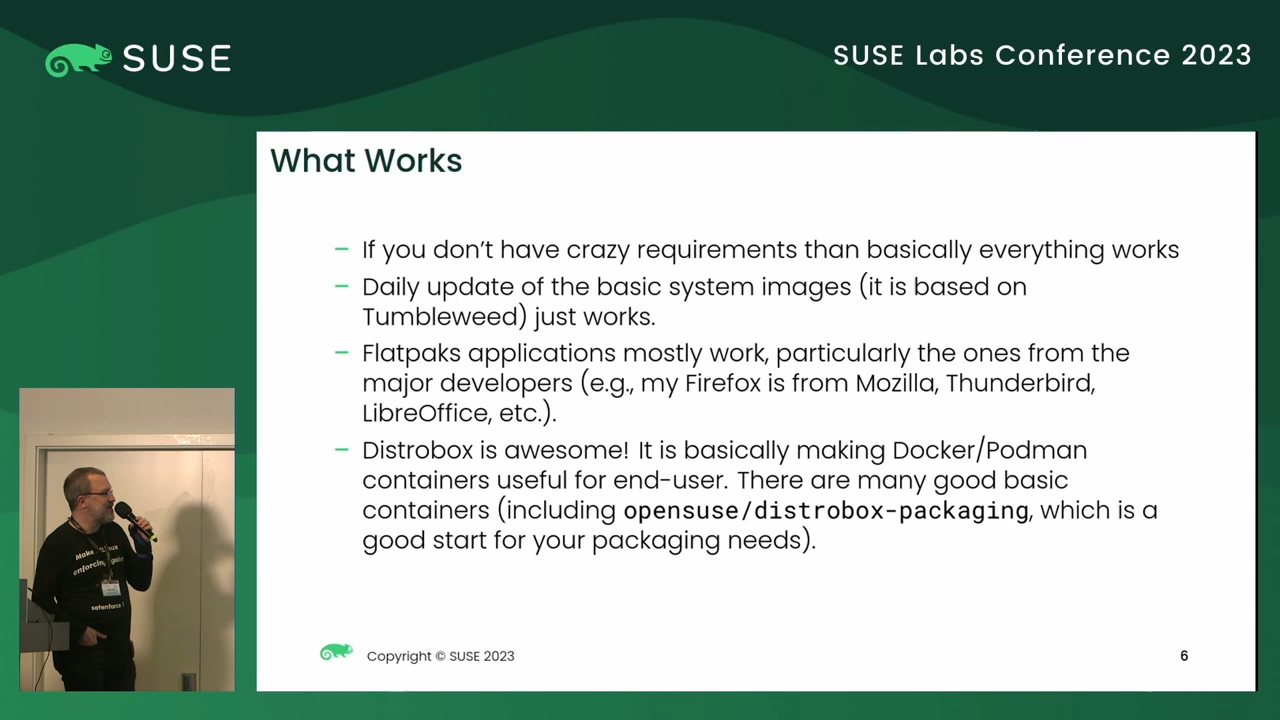 SUSE
SUSE Labs Conference 2023
What Works
– If you don't have crazy requirements than basically everything works
– Daily update of the basic system images (it is based on
Tumbleweed) just works.
– Flatpaks applications mostly work, particularly the ones from the
major developers (e.g., my Firefox is from Mozilla, Thunderbird,
LibreOffice, etc.).
– Distrobox is awesome! It is basically making Docker/Podman
containers useful for end-user. There are many good basic
containers (including opensuse/distrobox-packaging, which is a
good start for your packaging needs).
Make
enforcing
setenforce
Copyright © SUSE 2023
6